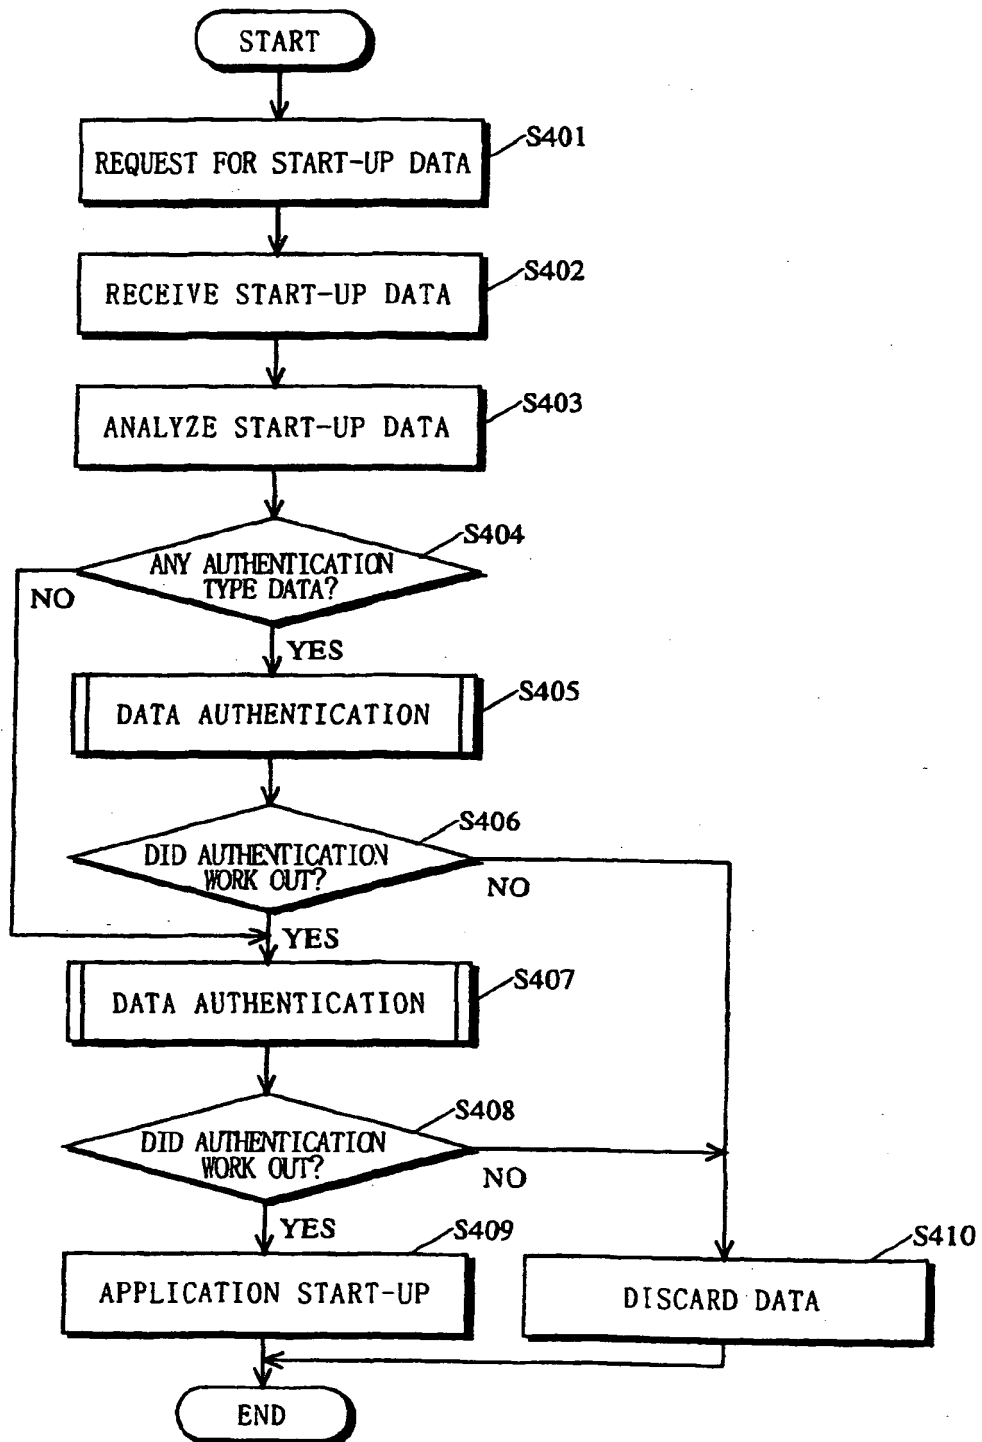 START
S401
REQUEST FOR START-UP DATA
S402
RECEIVE START-UP DATA
S403
ANALYZE START-UP DATA
S404
ANY AUTHENTICATION
TYPE DATA?
NO
YES
S405
DATA AUTHENTICATION
S406
DID AUTHENTICATION
WORK OUT?
NO
YES
S407
DATA AUTHENTICATION
S408
DID AUTHENTICATION
WORK OUT?
NO
YES
S409
S410
APPLICATION START-UP
DISCARD DATA
END